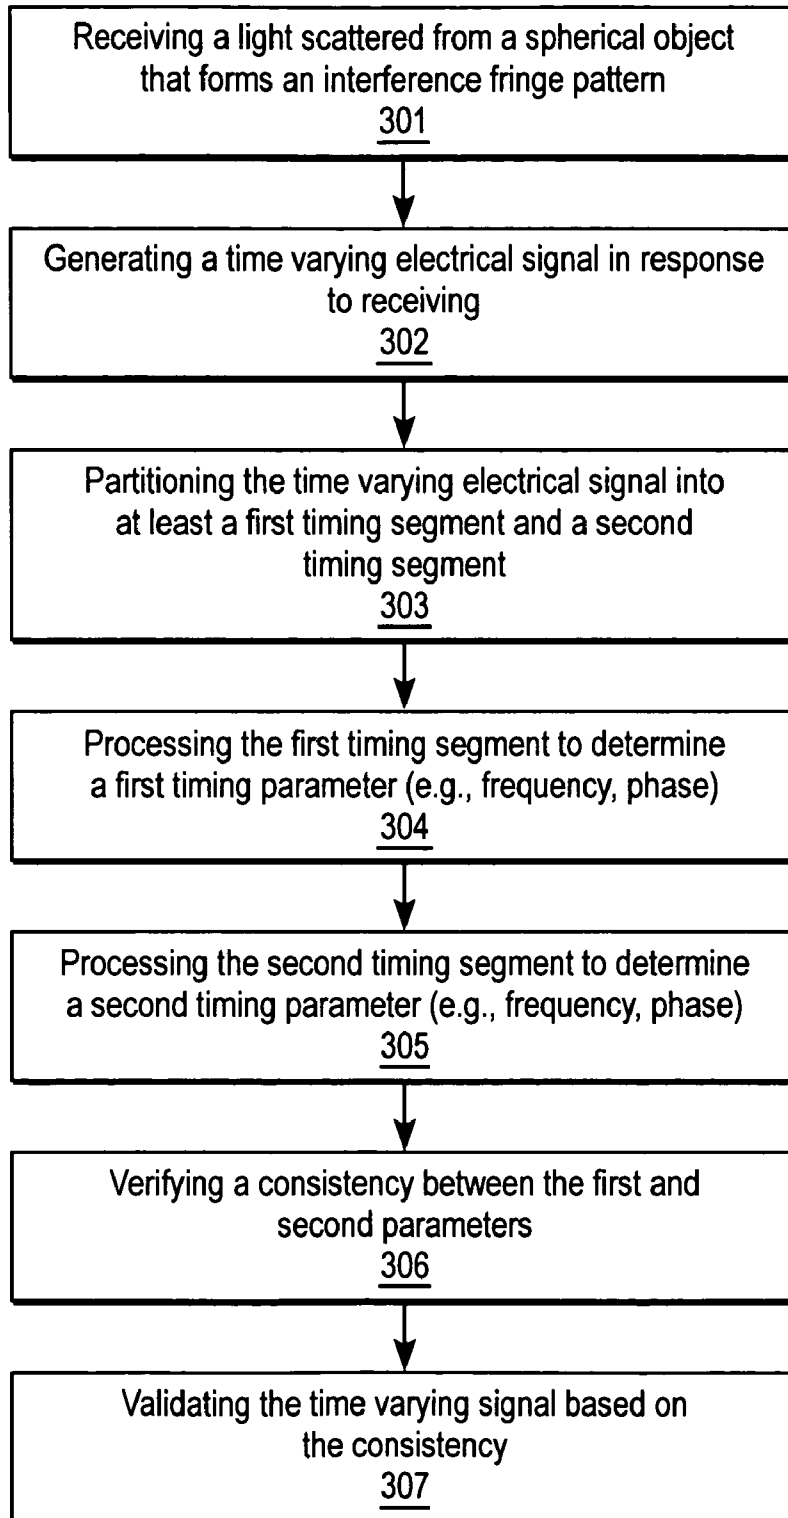 Receiving a light scattered from a spherical object
that forms an interference fringe pattern
301
Generating a time varying electrical signal in response
to receiving
302
Partitioning the time varying electrical signal into
at least a first timing segment and a second
timing segment
303
Processing the first timing segment to determine
a first timing parameter (e.g., frequency, phase)
304
Processing the second timing segment to determine
a second timing parameter (e.g., frequency, phase)
305
Verifying a consistency between the first and
second parameters
306
Validating the time varying signal based on
the consistency
307